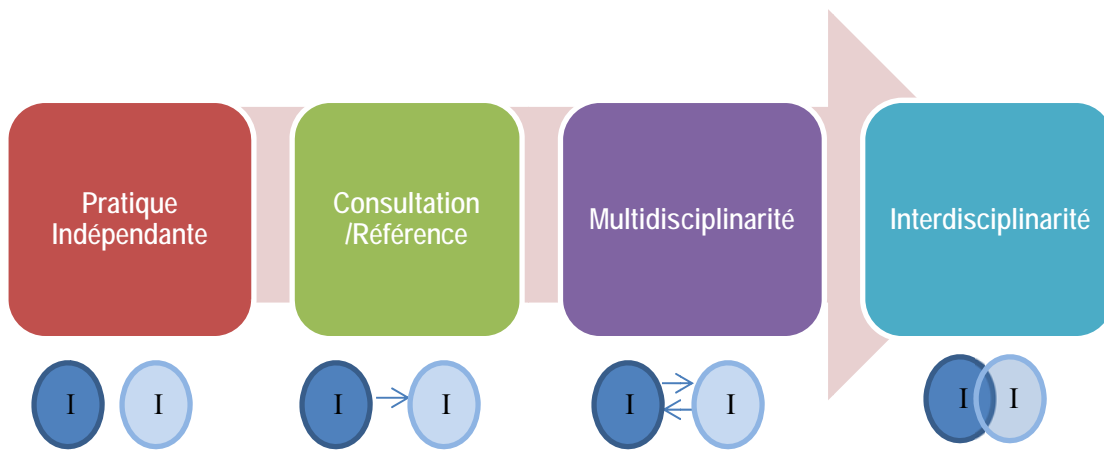 Pratique
Indépendante
Consultation
/Référence
Multidisciplinarité
Interdisciplinarité
I
I
I
I
I
I
I
I